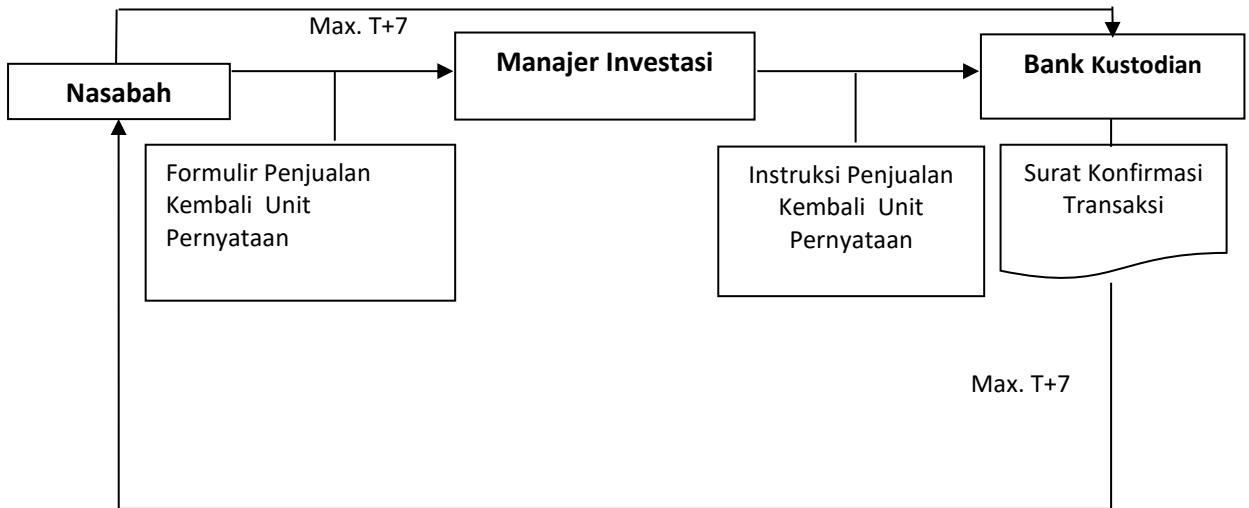 Max. T+7
Nasabah
Manajer Investasi
Bank Kustodian
Formulir Penjualan
Kembali Unit
Pernyataan
Instruksi Penjualan
Kembali Unit
Pernyataan
Surat Konfirmasi
Transaksi
Max. T+7